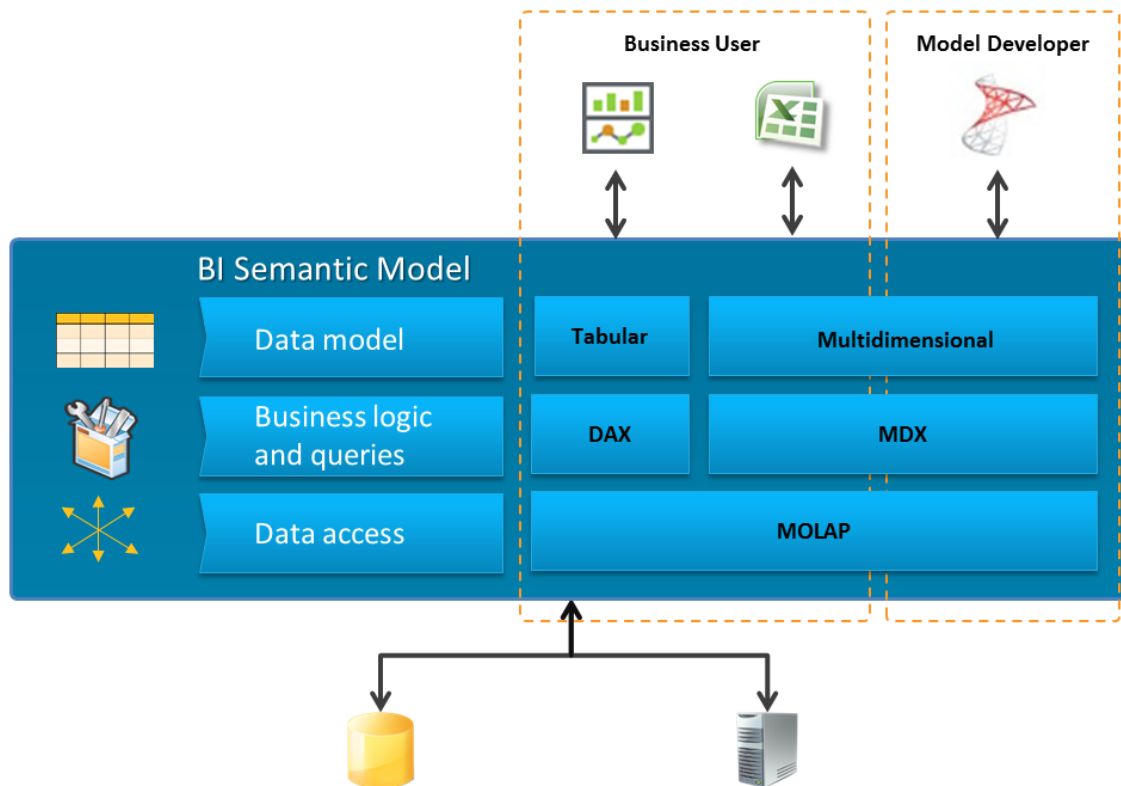 Business User
Model Developer
BI Semantic Model
Data model
Tabular
Multidimensional
Business logic
and queries
DAX
MDX
Data access
MOLAP